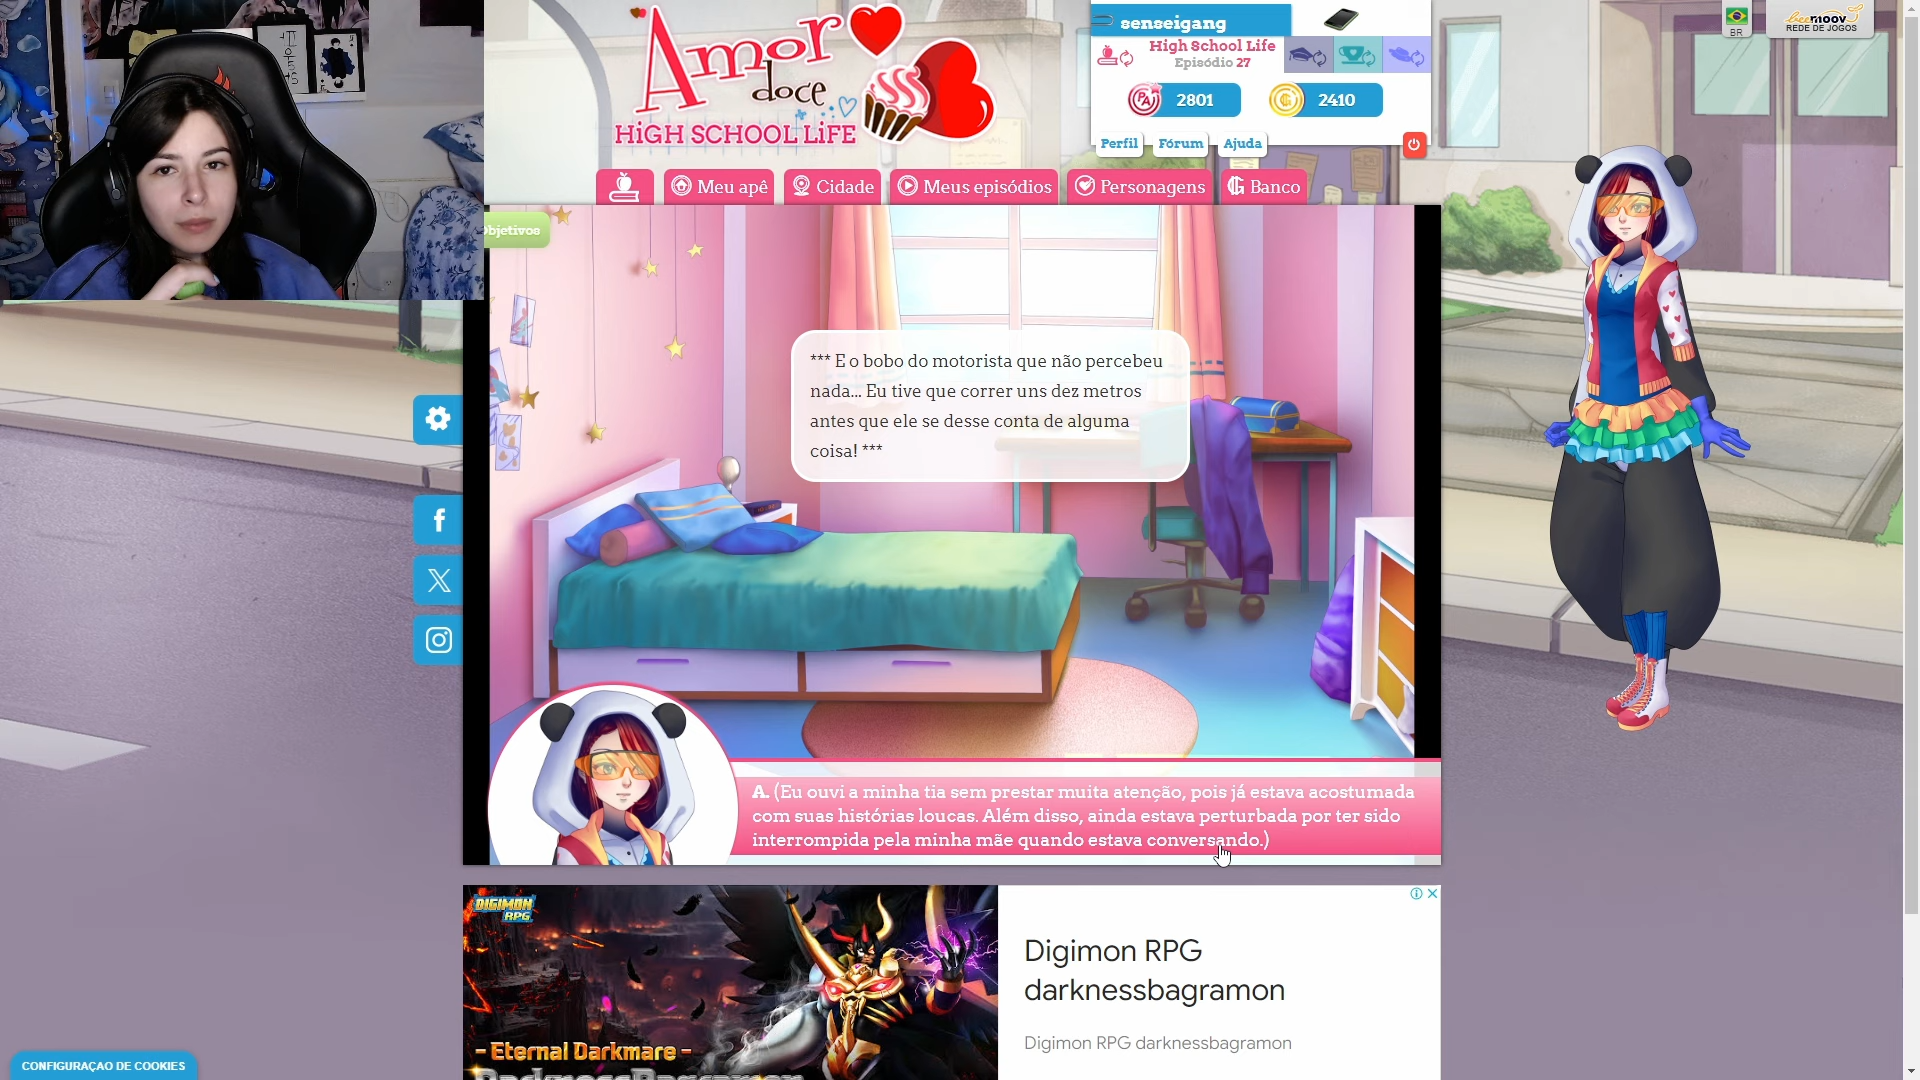 Amor
doce
HiGH SCHOOL LiFE
senseigang
High School Life
Episódio 27
2801
2410
Perfil
Fórum
Ajuda
BR
beemoov
REDE DE JOGOS
Meu apê
Cidade
Meus episódios
Personagens
Banco
Objetivos
*** E o bobo do motorista que não percebeu
nada... Eu tive que correr uns dez metros
antes que ele se desse conta de alguma
coisa! ***
A. (Eu ouvi a minha tia sem prestar muita atenção, pois já estava acostumada
com suas histórias loucas. Além disso, ainda estava perturbada por ter sido
interrompida pela minha mãe quando estava conversando.)
DIGIMON
RPG
- Eternal Darkmare -
DarknessBagramon
Digimon RPG
darknessbagramon
Digimon RPG darknessbagramon
CONFIGURAÇAO DE COOKIES